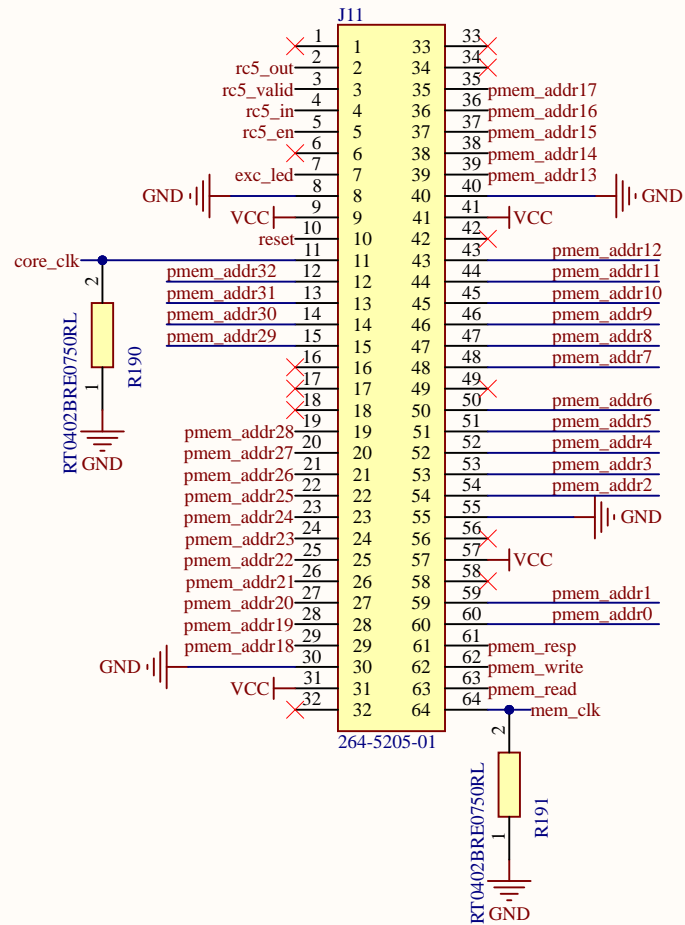 J11
1 1 33 33
2 2 34 34
rc5_out
3 3 35 35 pmem_addr17
rc5_valid
4 4 36 36 pmem_addr16
rc5_in
5 5 37 37 pmem_addr15
rc5_en
6 6 38 38 pmem_addr14
exc_led 7 7 39 39 pmem_addr13
GND 8 8 40 40 GND
VCC 9 9 41 41 VCC
reset 10 10 42 42
core_clk 11 11 43 43 pmem_addr12
pmem_addr32 12 12 44 44 pmem_addr11
pmem_addr31 13 13 45 45 pmem_addr10
pmem_addr30 14 14 46 46 pmem_addr9
pmem_addr29 15 15 47 47 pmem_addr8
16 16 48 48 pmem_addr7
17 17 49 49
18 18 50 50 pmem_addr6
pmem_addr28 19 19 51 51 pmem_addr5
pmem_addr27 20 20 52 52 pmem_addr4
pmem_addr26 21 21 53 53 pmem_addr3
pmem_addr25 22 22 54 54 pmem_addr2
pmem_addr24 23 23 55 55 GND
pmem_addr23 24 24 56 56
pmem_addr22 25 25 57 57 VCC
pmem_addr21 26 26 58 58
pmem_addr20 27 27 59 59 pmem_addr1
pmem_addr19 28 28 60 60 pmem_addr0
pmem_addr18 29 29 61 61 pmem_resp
GND 30 30 62 62 pmem_write
VCC 31 31 63 63 pmem_read
32 32 64 64 mem_clk
264-5205-01
2
1
R190
RT0402BRE0750RL
GND
2
1
R191
RT0402BRE0750RL
GND